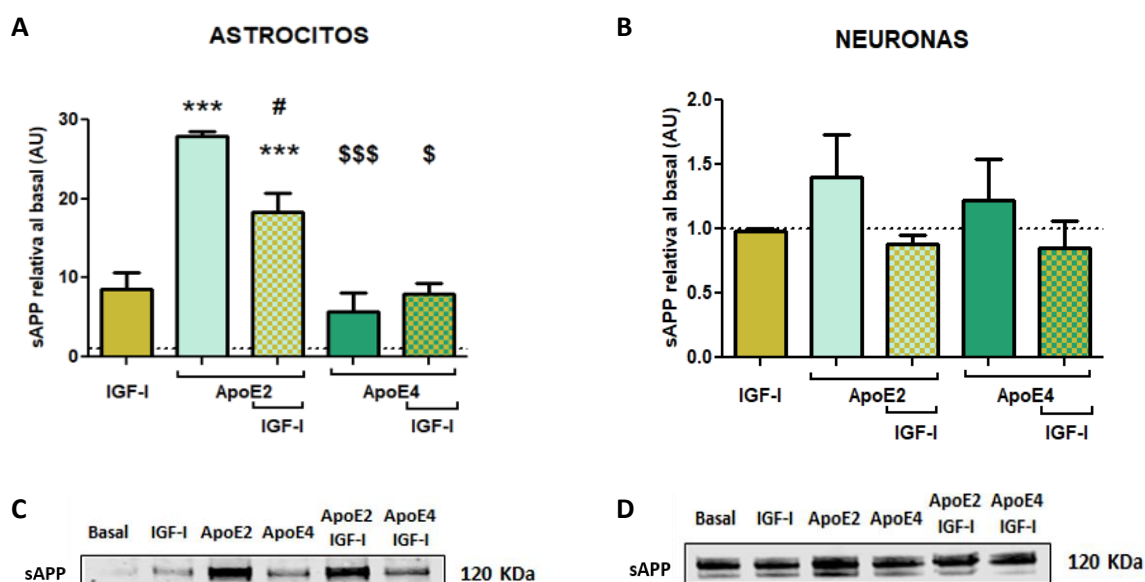 A
ASTROCITOS
sAPP relativa al basal (AU)
30
20
10
0
***
#
***
$$$
$
IGF-I
ApoE2
ApoE4
IGF-I
IGF-I
B
NEURONAS
sAPP relativa al basal (AU)
2.0
1.5
1.0
0.5
0.0
IGF-I
ApoE2
ApoE4
IGF-I
IGF-I
C
Basal IGF-I ApoE2 ApoE4 ApoE2 IGF-I ApoE4 IGF-I
sAPP 120 KDa
D
Basal IGF-I ApoE2 ApoE4 ApoE2 IGF-I ApoE4 IGF-I
sAPP 120 KDa